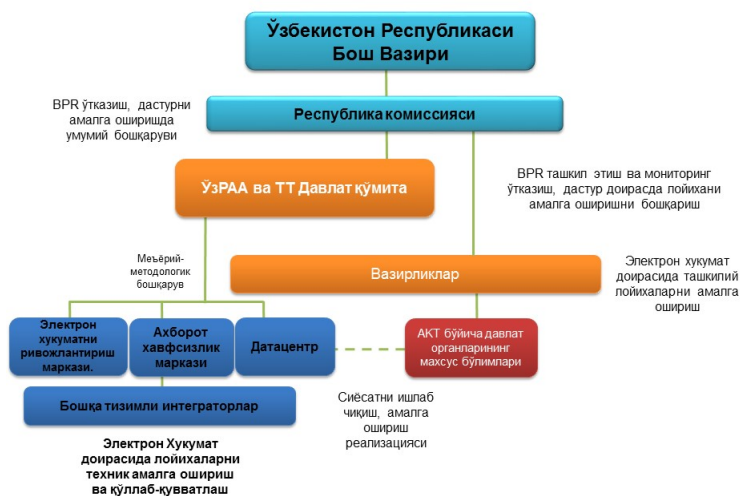 Ўзбекистон Республикаси
Бош Вазири
BPR ўтказиш, дастурни
амалга оширишда
умумий бошқаруви
Республика комиссияси
ЎзРАА ва ТТ Давлат қўмита
BPR ташкил этиш ва мониторинг
ўтказиш, дастур доирасда лойихани
амалга оширишни бошқариш
Меъёрий-
методологик
бошқарув
Вазирликлар
Электрон хукумат
доирасида ташкилий
лойихаларни амалга
ошириш
Электрон
хукуматни
ривожлантириш
маркази.
Ахборот
хавфсизлик
маркази
Датацентр
АКТ бўйича давлат
органларининг
махсус бўлимлари
Бошқа тизимли интеграторлар
Сиёсатни ишлаб
чиқиш, амалга
ошириш
реализацияси
Электрон Хукумат
доирасида лойихаларни
техник амалга ошириш
ва қўллаб-қувватлаш